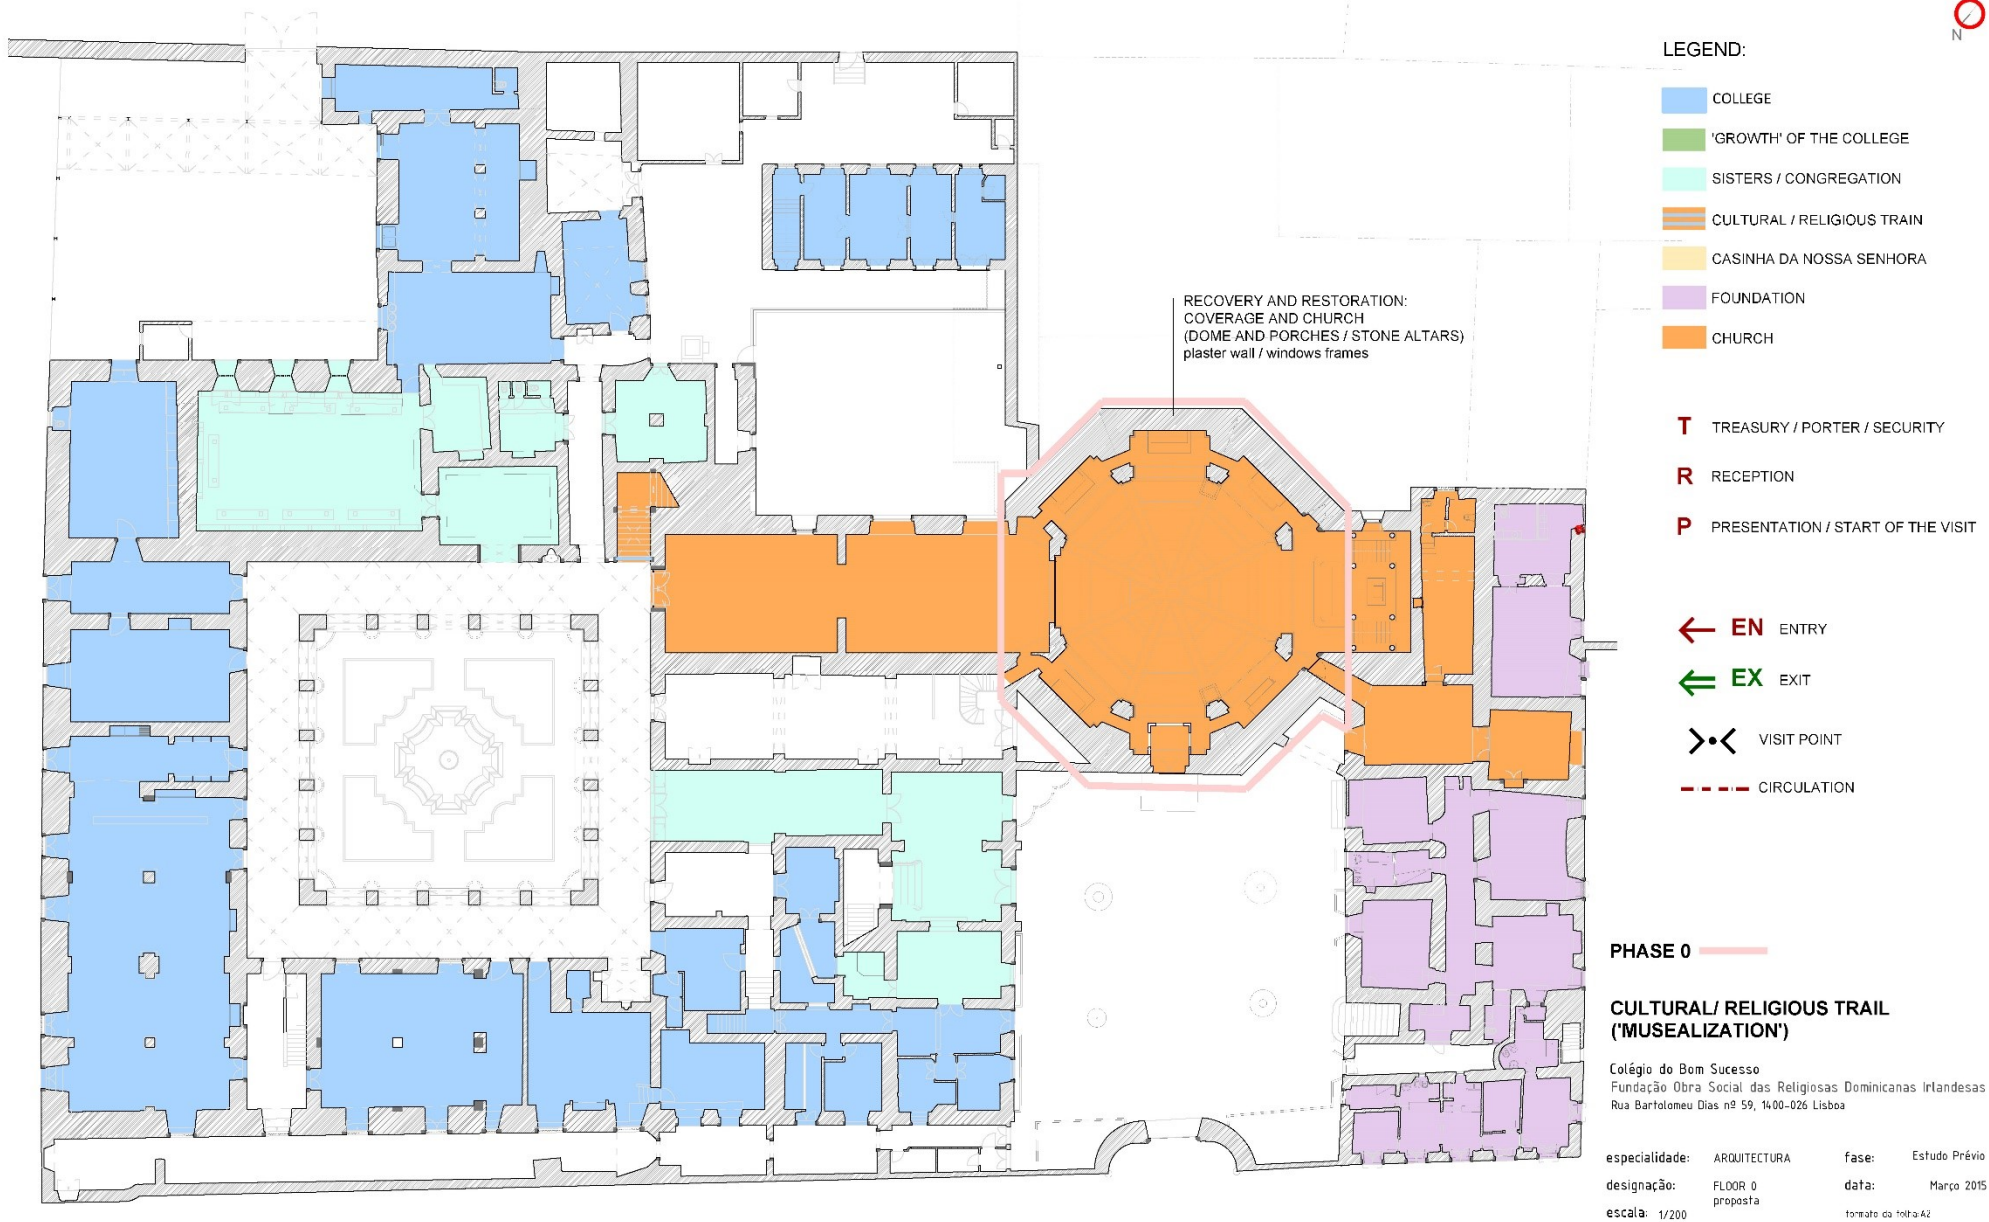 N
LEGEND:
COLLEGE
'GROWTH' OF THE COLLEGE
SISTERS / CONGREGATION
CULTURAL / RELIGIOUS TRAIN
CASINHA DA NOSSA SENHORA
FOUNDATION
CHURCH
RECOVERY AND RESTORATION:
COVERAGE AND CHURCH
(DOME AND PORCHES / STONE ALTARS)
plaster wall / windows frames
T TREASURY / PORTER / SECURITY
R RECEPTION
P PRESENTATION / START OF THE VISIT
EN ENTRY
EX EXIT
VISIT POINT
CIRCULATION
PHASE 0
CULTURAL/ RELIGIOUS TRAIL
('MUSEALIZATION')
Colégio do Bom Sucesso
Fundação Obra Social das Religiosas Dominicanas Irlandesas
Rua Bartolomeu Dias nº 59, 1400-026 Lisboa
especialidade: ARQUITECTURA fase: Estudo Prévio
designação: FLOOR 0 data: Março 2015
proposta
escala: 1/200 formato da folha:A2